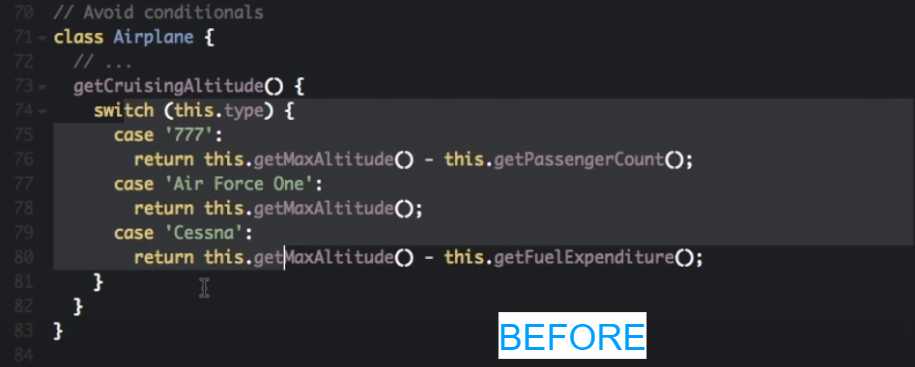 70 // Avoid conditionals
71 class Airplane {
72 // ...
73 getCruisingAltitude() {
74 switch (this.type) {
75 case '777':
76 return this.getMaxAltitude() - this.getPassengerCount();
77 case 'Air Force One':
78 return this.getMaxAltitude();
79 case 'Cessna':
80 return this.getMaxAltitude() - this.getFuelExpenditure();
81 }
82 }
83 }
84
BEFORE